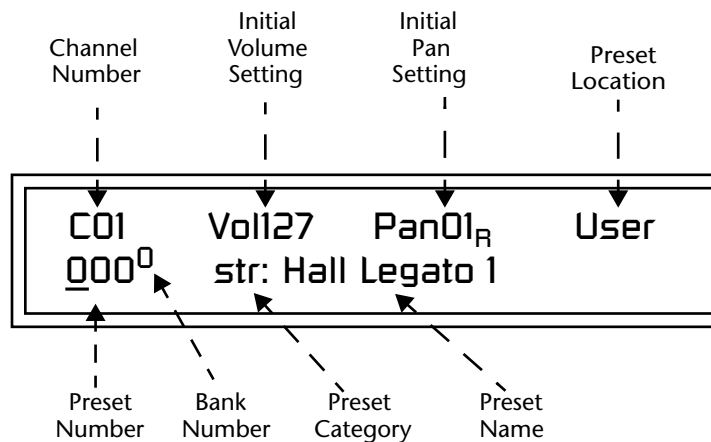 Channel
Number
Initial
Volume
Setting
Initial
Pan
Setting
Preset
Location
C01 Vol127 Pan01R User
000⁰ str: Hall Legato 1
Preset
Number
Bank
Number
Preset
Category
Preset
Name